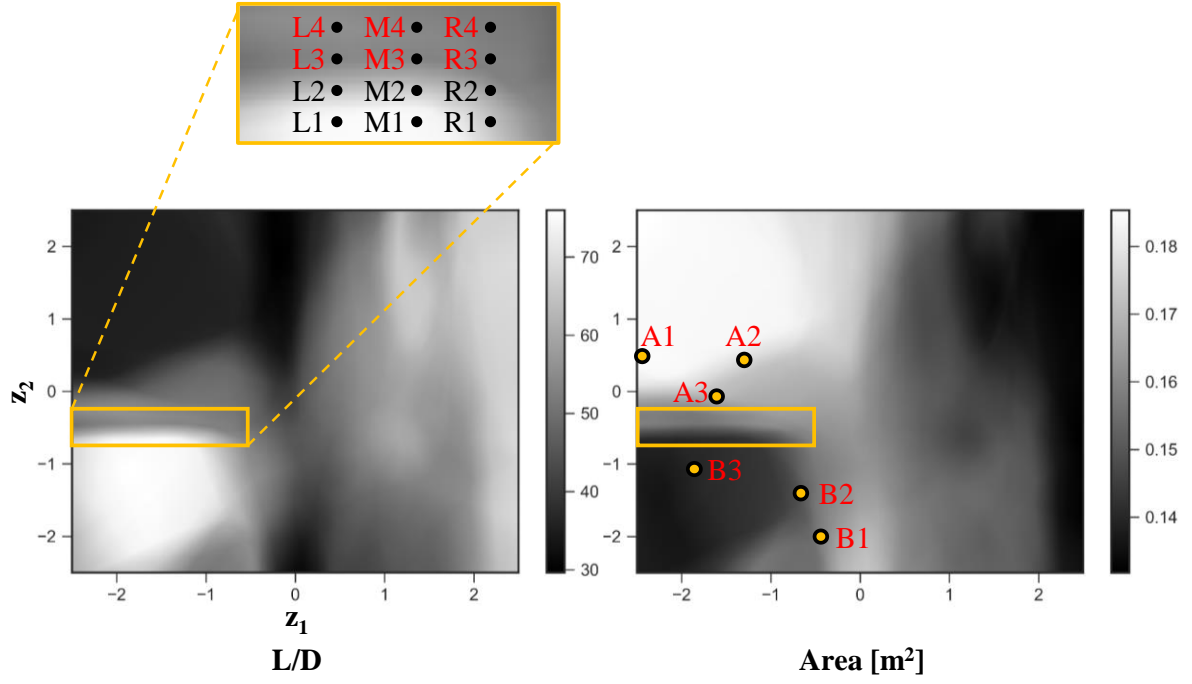 L4 M4 R4
L3 M3 R3
L2 M2 R2
L1 M1 R1
z2
2
1
0
−1
−2
−2 −1 0 1 2
z1
L/D
70
60
50
40
30
A1 A2
A3
B3
B2
B1
2
1
0
−1
−2
−2 −1 0 1 2
Area [m²]
0.18
0.17
0.16
0.15
0.14